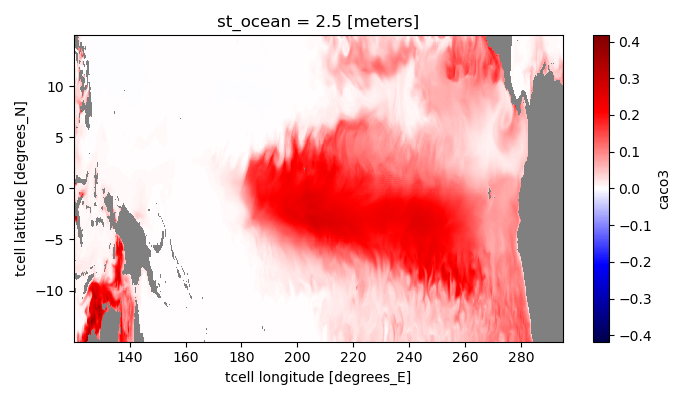 st_ocean = 2.5 [meters]
10
5
0
−5
−10
tcell latitude [degrees_N]
140 160 180 200 220 240 260 280
tcell longitude [degrees_E]
0.4
0.3
0.2
0.1
0.0
−0.1
−0.2
−0.3
−0.4
caco3